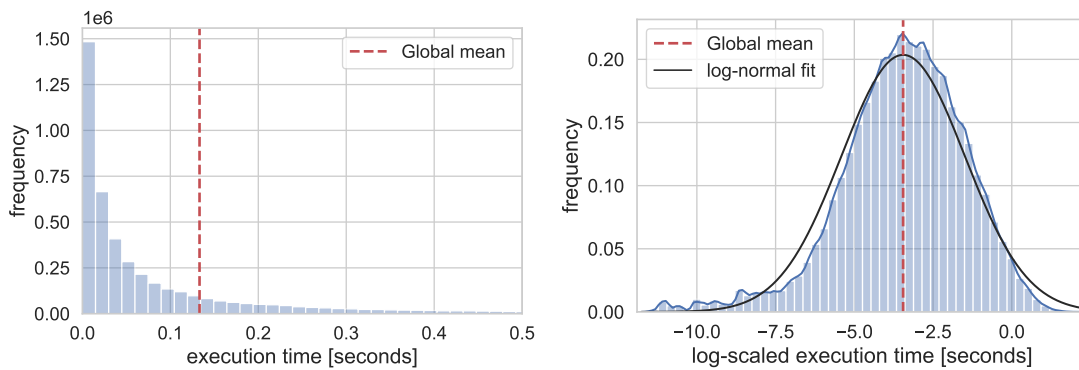 1e6
1.50
1.25
1.00
0.75
0.50
0.25
0.00
frequency
Global mean
0.0 0.1 0.2 0.3 0.4 0.5
execution time [seconds]
0.20
0.15
0.10
0.05
0.00
frequency
Global mean
log-normal fit
−10.0 −7.5 −5.0 −2.5 0.0
log-scaled execution time [seconds]